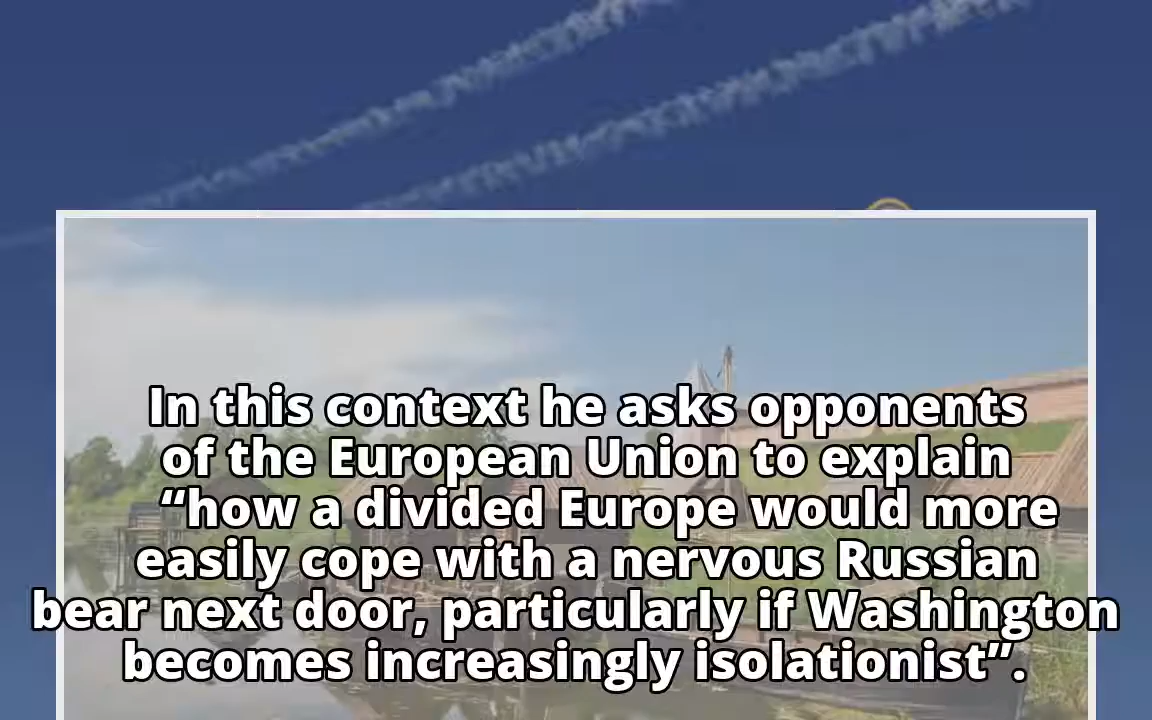 In this context he asks opponents
of the European Union to explain
“how a divided Europe would more
easily cope with a nervous Russian
bear next door, particularly if Washington
becomes increasingly isolationist”.